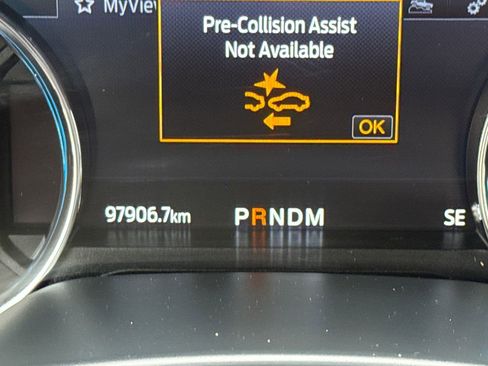 MyView
Pre-Collision Assist
Not Available
OK
97906.7km
PRNDM
SE